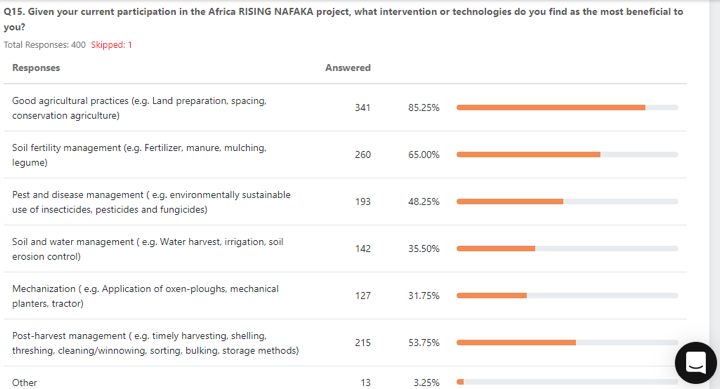 Q15. Given your current participation in the Africa RISING NAFAKA project, what intervention or technologies do you find as the most beneficial to
you?
Total Responses: 400 Skipped: 1
Responses Answered
Good agricultural practices (e.g. Land preparation, spacing,
conservation agriculture)
341 85.25%
Soil fertility management (e.g. Fertilizer, manure, mulching,
legume)
260 65.00%
Pest and disease management ( e.g. environmentally sustainable
use of insecticides, pesticides and fungicides)
193 48.25%
Soil and water management ( e.g. Water harvest, irrigation, soil
erosion control)
142 35.50%
Mechanization ( e.g. Application of oxen-ploughs, mechanical
planters, tractor)
127 31.75%
Post-harvest management ( e.g. timely harvesting, shelling,
threshing, cleaning/winnowing, sorting, bulking, storage methods)
215 53.75%
Other 13 3.25%